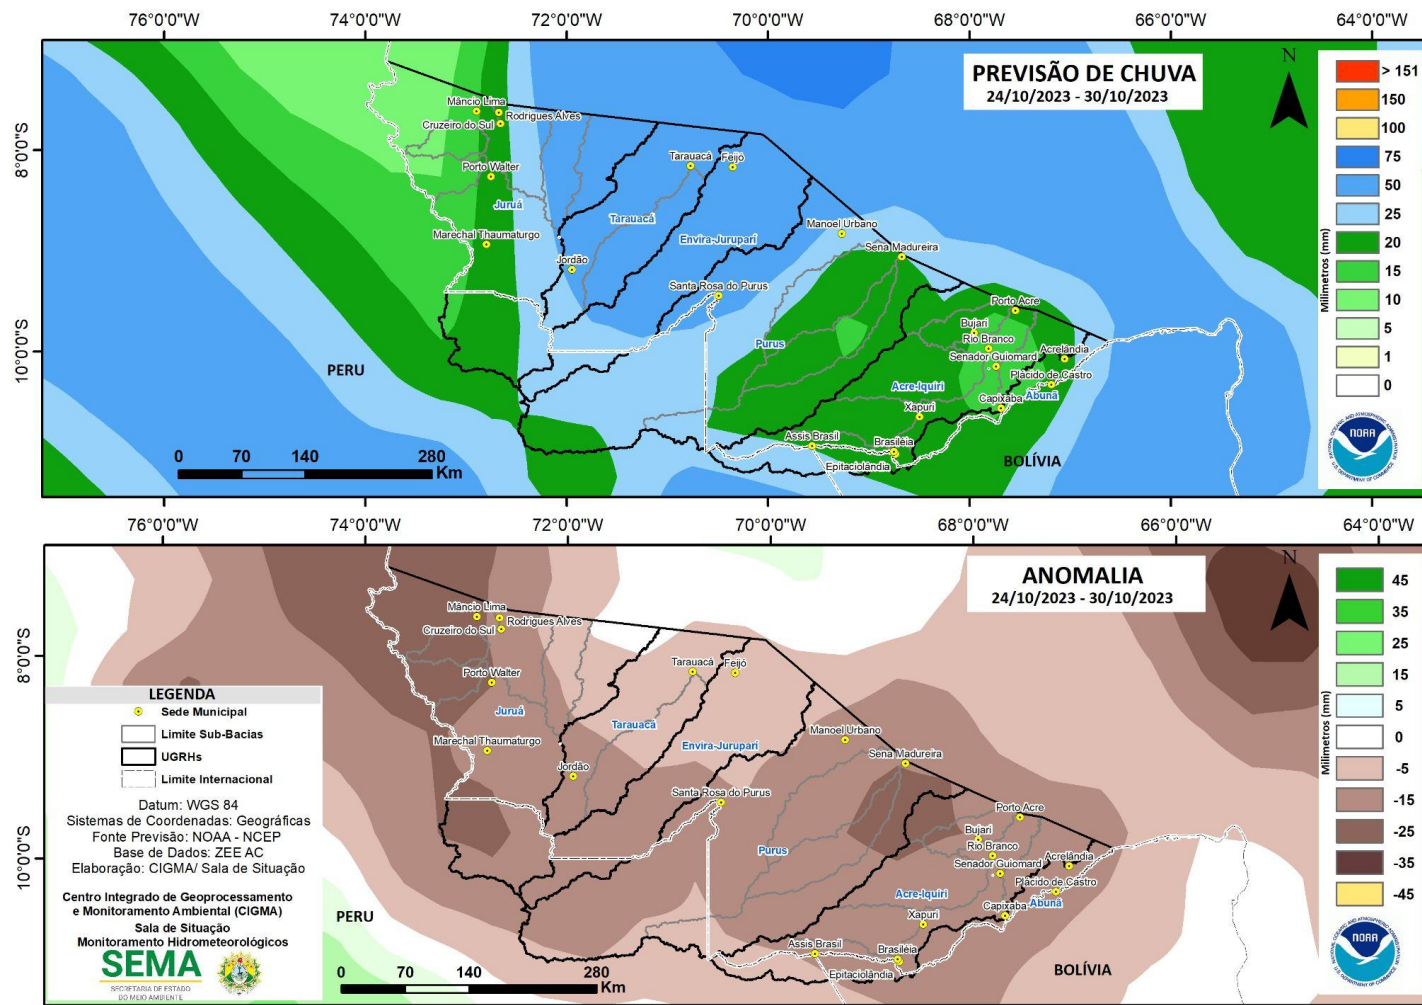 76°0'0"W 74°0'0"W 72°0'0"W 70°0'0"W 68°0'0"W 66°0'0"W 64°0'0"W
PREVISÃO DE CHUVA
24/10/2023 - 30/10/2023
N
> 151
150
100
75
50
25
20
15
10
5
1
0
Milímetros (mm)
NOAA
8°0'0"S
10°0'0"S
Mâncio Lima
Rodrigues Alves
Cruzeiro do Sul
Porto Walter
Juruá
Marechal Thaumaturgo
Tarauacá
Feijó
Tarauacá
Envira-Jurupari
Jordão
Manoel Urbano
Sena Madureira
Santa Rosa do Purus
Porto Acre
Bujari
Rio Branco
Acrelândia
Senador Guiomard
Plácido de Castro
Purus
Acre-Iquiri
Abunã
Capixaba
Xapuri
Assis Brasil
Brasiléia
Epitaciolândia
PERU
BOLÍVIA
0 70 140 280
Km
76°0'0"W 74°0'0"W 72°0'0"W 70°0'0"W 68°0'0"W 66°0'0"W 64°0'0"W
ANOMALIA
24/10/2023 - 30/10/2023
N
45
35
25
15
5
0
-5
-15
-25
-35
-45
Milímetros (mm)
NOAA
8°0'0"S
10°0'0"S
Mâncio Lima
Rodrigues Alves
Cruzeiro do Sul
Porto Walter
Juruá
Marechal Thaumaturgo
Tarauacá
Feijó
Tarauacá
Envira-Jurupari
Jordão
Manoel Urbano
Sena Madureira
Santa Rosa do Purus
Porto Acre
Bujari
Rio Branco
Acrelândia
Senador Guiomard
Plácido de Castro
Purus
Acre-Iquiri
Abunã
Capixaba
Xapuri
Assis Brasil
Brasiléia
Epitaciolândia
PERU
BOLÍVIA
0 70 140 280
Km
LEGENDA
Sede Municipal
Limite Sub-Bacias
UGRHs
Limite Internacional
Datum: WGS 84
Sistemas de Coordenadas: Geográficas
Fonte Previsão: NOAA - NCEP
Base de Dados: ZEE AC
Elaboração: CIGMA/ Sala de Situação
Centro Integrado de Geoprocessamento
e Monitoramento Ambiental (CIGMA)
Sala de Situação
Monitoramento Hidrometeorológicos
SEMA
SECRETARIA DE ESTADO
DO MEIO AMBIENTE